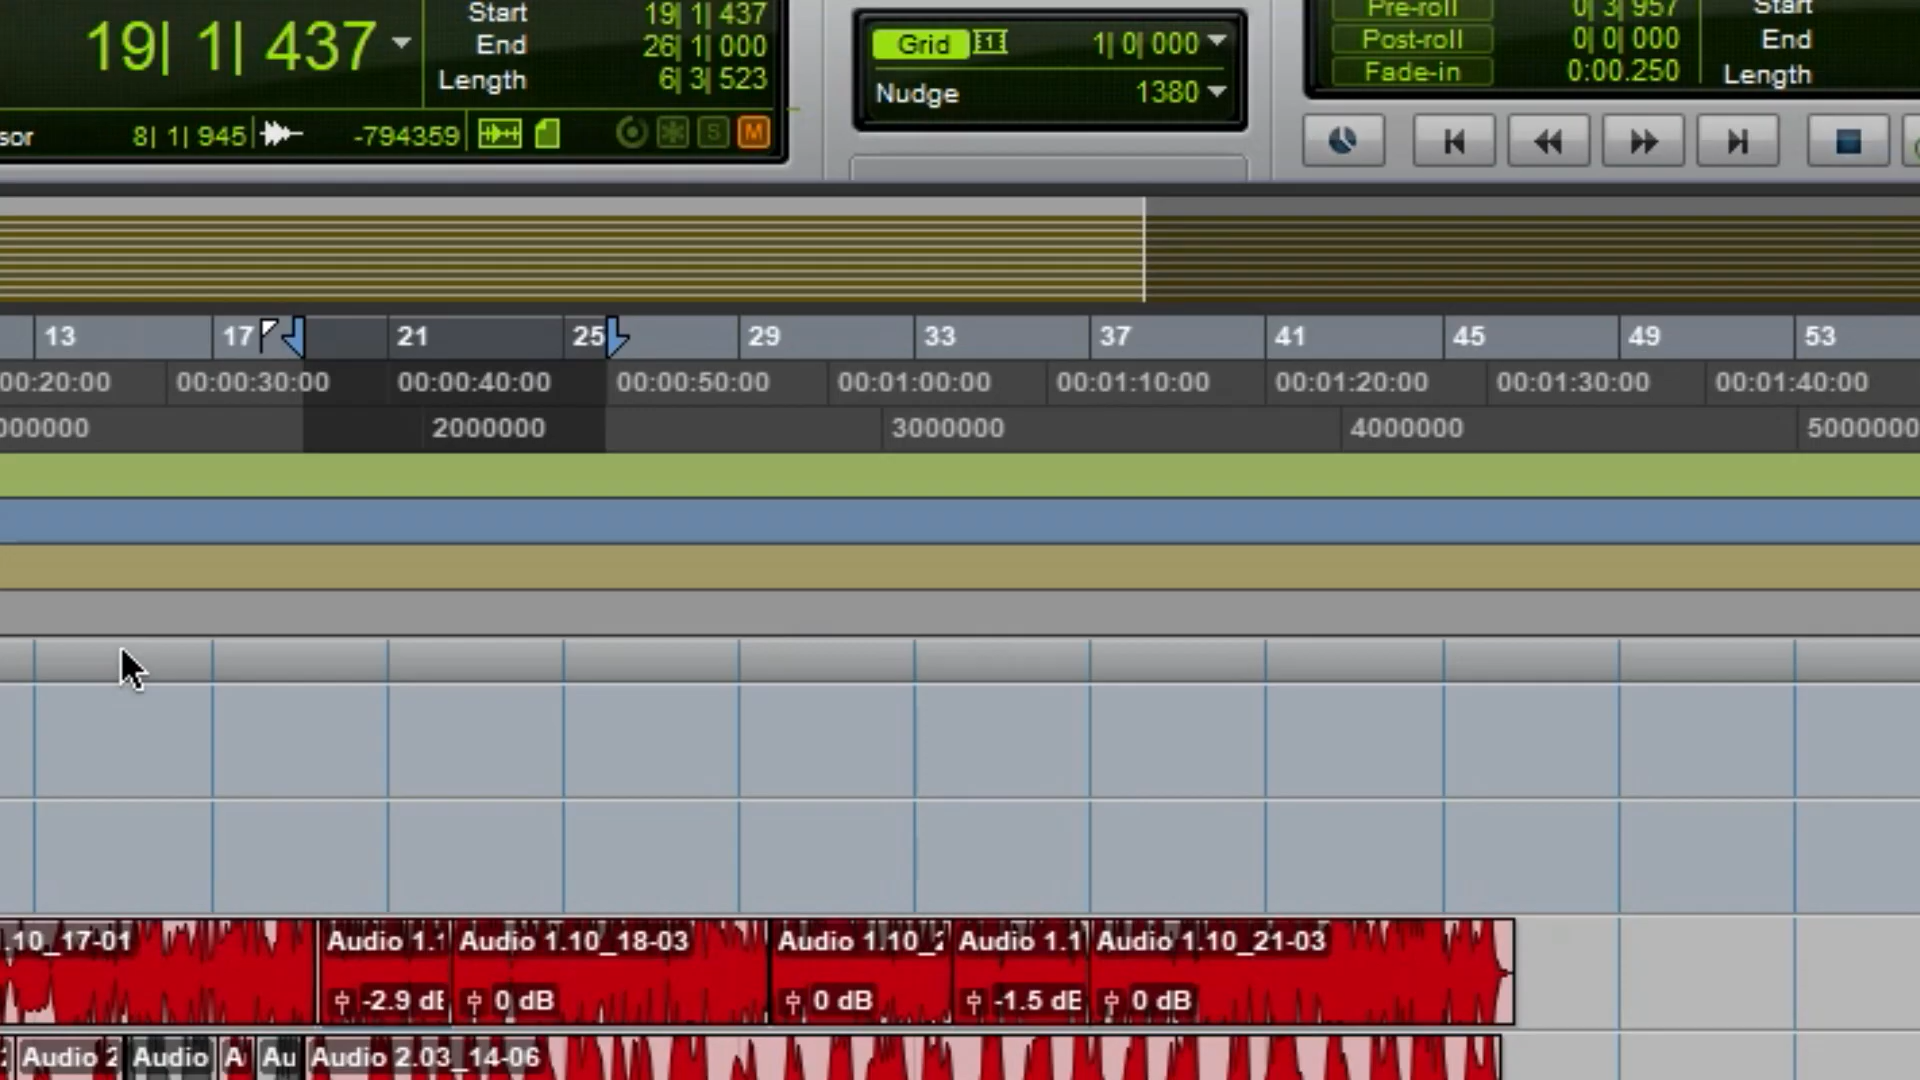 19| 1| 437
Start 19| 1| 437
End 26| 1| 000
Length 6| 3| 523
sor 8| 1| 945 -794359 S M
Grid 1| 0| 000
Nudge 1380
Pre-roll 0| 3| 957
Post-roll 0| 0| 000
Fade-in 0:00.250
Start
End
Length
13 17 21 25 29 33 37 41 45 49 53
00:20:00 00:00:30:00 00:00:40:00 00:00:50:00 00:01:00:00 00:01:10:00 00:01:20:00 00:01:30:00 00:01:40:00
000000 2000000 3000000 4000000 5000000
.10_17-01 Audio 1.1 Audio 1.10_18-03 Audio 1.10_2 Audio 1.1 Audio 1.10_21-03
-2.9 dB 0 dB 0 dB -1.5 dB 0 dB
Audio 2 Audio A Au Audio 2.03_14-06